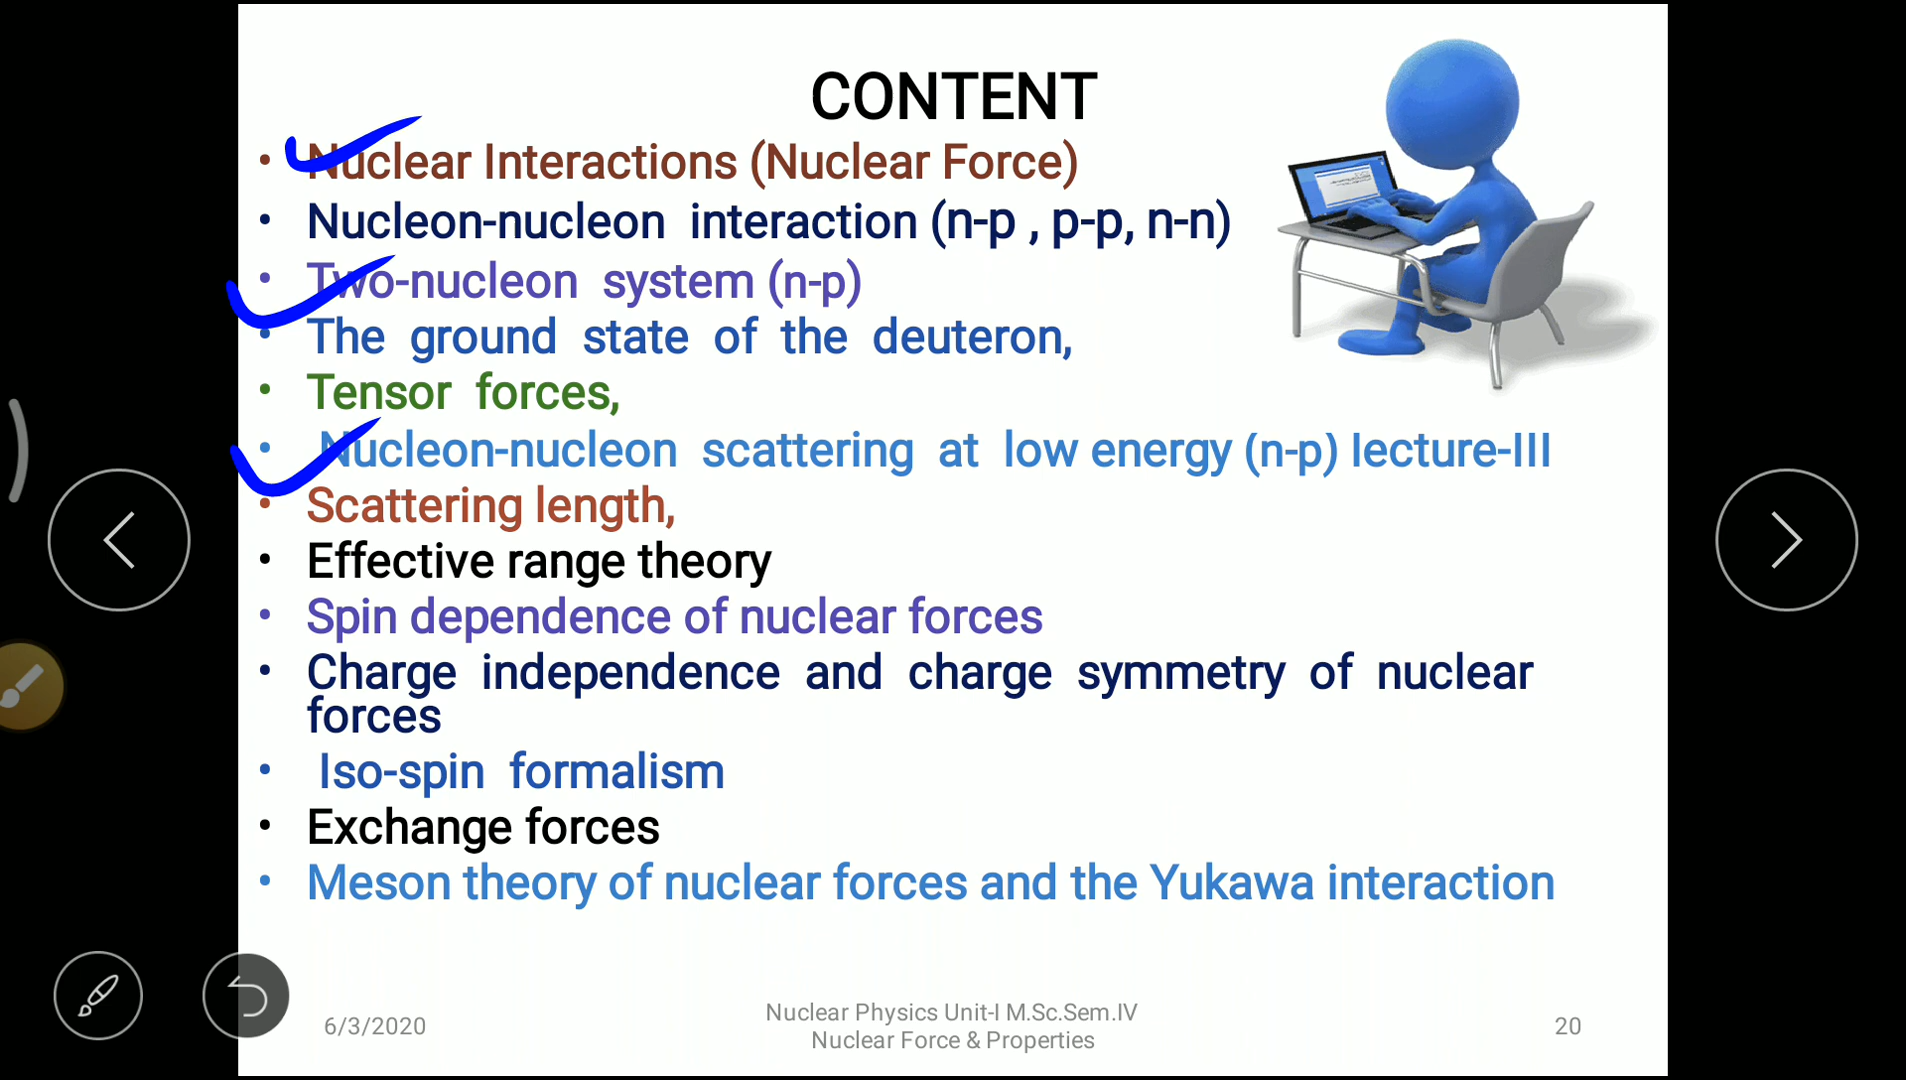 CONTENT
• Nuclear Interactions (Nuclear Force)
• Nucleon-nucleon interaction (n-p , p-p, n-n)
• Two-nucleon system (n-p)
• The ground state of the deuteron,
• Tensor forces,
• Nucleon-nucleon scattering at low energy (n-p) lecture-III
• Scattering length,
• Effective range theory
• Spin dependence of nuclear forces
• Charge independence and charge symmetry of nuclear
forces
• Iso-spin formalism
• Exchange forces
• Meson theory of nuclear forces and the Yukawa interaction
6/3/2020
Nuclear Physics Unit-I M.Sc.Sem.IV
Nuclear Force & Properties
20